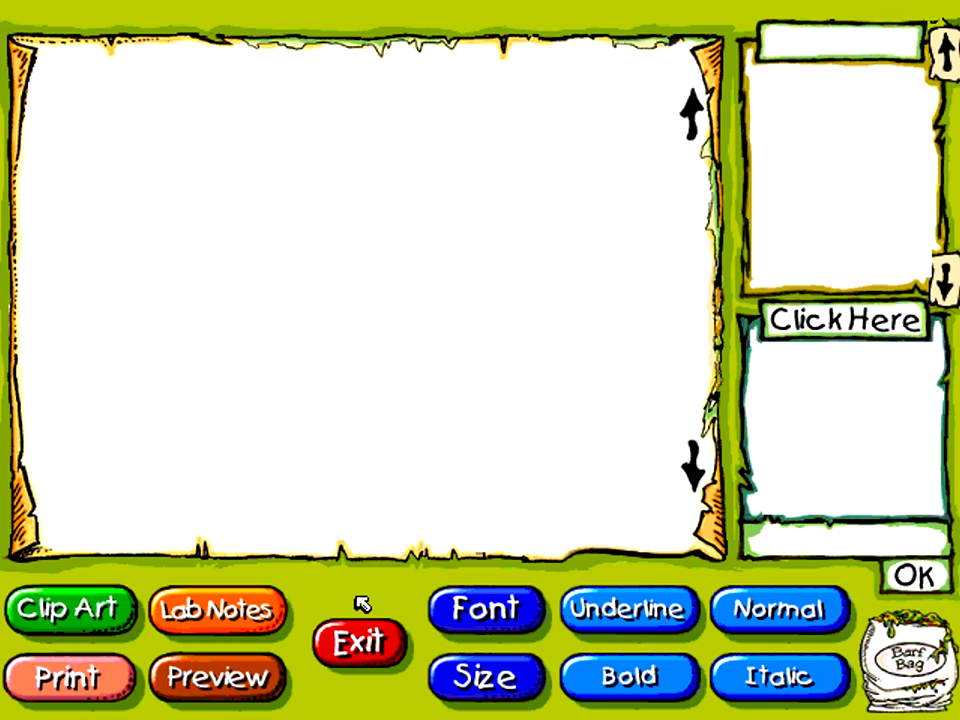 Click Here
OK
Clip Art
Lab Notes
Exit
Font
Underline
Normal
Print
Preview
Size
Bold
Italic
Barf
Bag